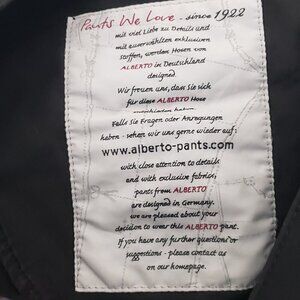 Pants We Love - since 1922
mit viel Liebe zu Details und
mit auserwählten exklusiven
Stoffen, werden Hosen von
ALBERTO in Deutschland
designed
Wir freuen uns, dass Sie sich
für diese ALBERTO Hose
entschieden haben
Falls Sie Fragen oder Anregungen
haben - sehen wir uns gerne wieder auf:
www.alberto-pants.com
with close attention to details
and with exclusive fabrics,
pants from ALBERTO
are designed in Germany.
we are pleased about your
decision to wear this ALBERTO pant.
If you have any further questions or
suggestions - please contact us
on our homepage.